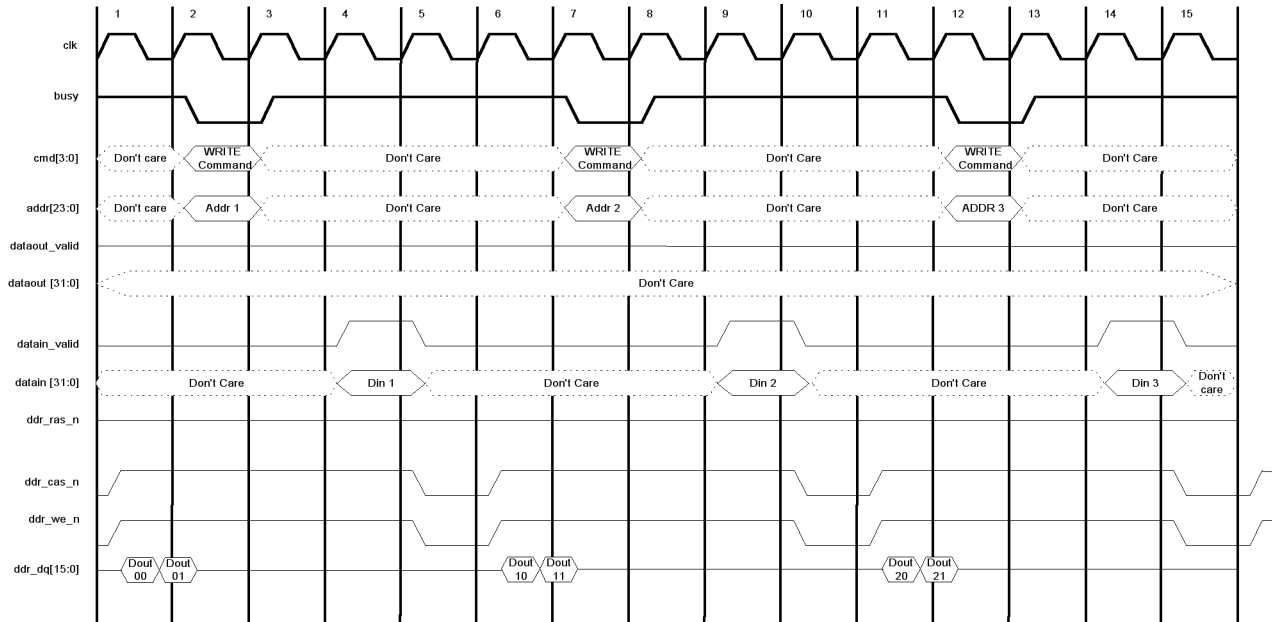 1 2 3 4 5 6 7 8 9 10 11 12 13 14 15
clk
busy
cmd[3:0] Don't care WRITE Command Don't Care WRITE Command Don't Care WRITE Command Don't Care
addr[23:0] Don't care Addr 1 Don't Care Addr 2 Don't Care ADDR 3 Don't Care
dataout_valid
dataout [31:0] Don't Care
datain_valid
datain [31:0] Don't Care Din 1 Don't Care Din 2 Don't Care Din 3 Don't care
ddr_ras_n
ddr_cas_n
ddr_we_n
ddr_dq[15:0] Dout 00 Dout 01 Dout 10 Dout 11 Dout 20 Dout 21